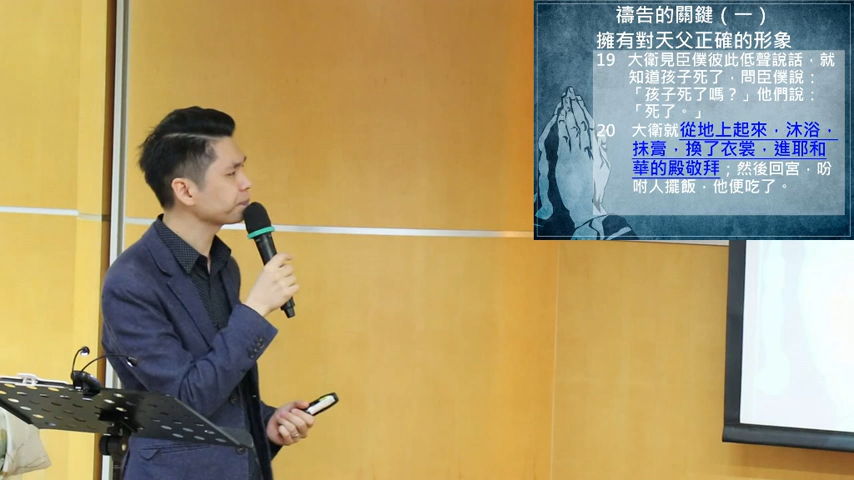 禱告的關鍵（一）
擁有對天父正確的形象
19 大衛見臣僕彼此低聲說話，就
知道孩子死了，問臣僕說：
「孩子死了嗎？」他們說：
「死了。」
20 大衛就從地上起來，沐浴，
抹膏，換了衣裳，進耶和
華的殿敬拜；然後回宮，吩
咐人擺飯，他便吃了。